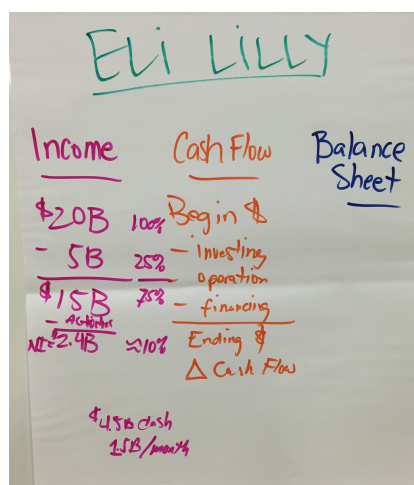 ELi LiLLY
Income
$20B 100%
- 5B 25%
$15B 75%
-
NI= $2.4B ≈10%
$4.5B Cash
1.5B/month
Cash Flow
Begin $
- investing
operation
- financing
Ending $
Δ Cash Flow
Balance
Sheet